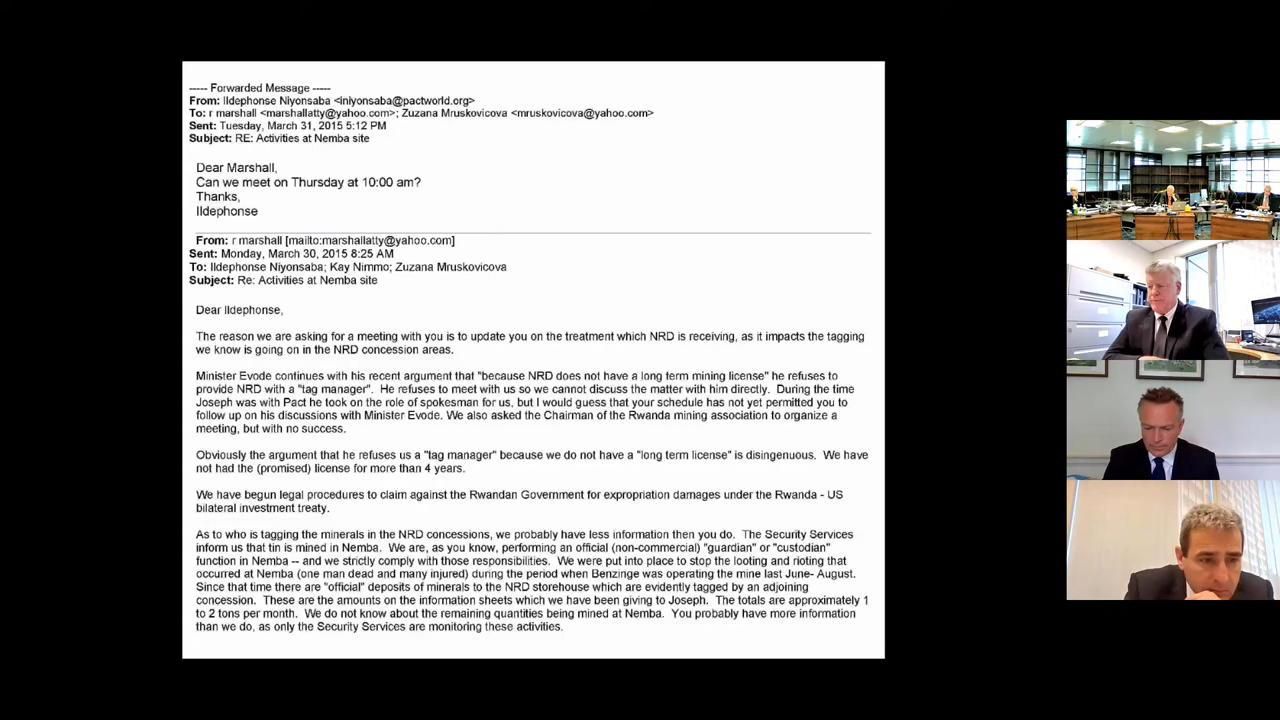 ----- Forwarded Message -----
From: Ildephonse Niyonsaba <iniyonsaba@pactworld.org>
To: r marshall <marshallatty@yahoo.com>; Zuzana Mruskovicova <mruskovicova@yahoo.com>
Sent: Tuesday, March 31, 2015 5:12 PM
Subject: RE: Activities at Nemba site
Dear Marshall,
Can we meet on Thursday at 10:00 am?
Thanks,
Ildephonse
From: r marshall [mailto:marshallatty@yahoo.com]
Sent: Monday, March 30, 2015 8:25 AM
To: Ildephonse Niyonsaba; Kay Nimmo; Zuzana Mruskovicova
Subject: Re: Activities at Nemba site
Dear Ildephonse,
The reason we are asking for a meeting with you is to update you on the treatment which NRD is receiving, as it impacts the tagging
we know is going on in the NRD concession areas.
Minister Evode continues with his recent argument that "because NRD does not have a long term mining license" he refuses to
provide NRD with a "tag manager". He refuses to meet with us so we cannot discuss the matter with him directly. During the time
Joseph was with Pact he took on the role of spokesman for us, but I would guess that your schedule has not yet permitted you to
follow up on his discussions with Minister Evode. We also asked the Chairman of the Rwanda mining association to organize a
meeting, but with no success.
Obviously the argument that he refuses us a "tag manager" because we do not have a "long term license" is disingenuous. We have
not had the (promised) license for more than 4 years.
We have begun legal procedures to claim against the Rwandan Government for expropriation damages under the Rwanda - US
bilateral investment treaty.
As to who is tagging the minerals in the NRD concessions, we probably have less information then you do. The Security Services
inform us that tin is mined in Nemba. We are, as you know, performing an official (non-commercial) "guardian" or "custodian"
function in Nemba -- and we strictly comply with those responsibilities. We were put into place to stop the looting and rioting that
occurred at Nemba (one man dead and many injured) during the period when Benzinge was operating the mine last June- August.
Since that time there are "official" deposits of minerals to the NRD storehouse which are evidently tagged by an adjoining
concession. These are the amounts on the information sheets which we have been giving to Joseph. The totals are approximately 1
to 2 tons per month. We do not know about the remaining quantities being mined at Nemba. You probably have more information
than we do, as only the Security Services are monitoring these activities.